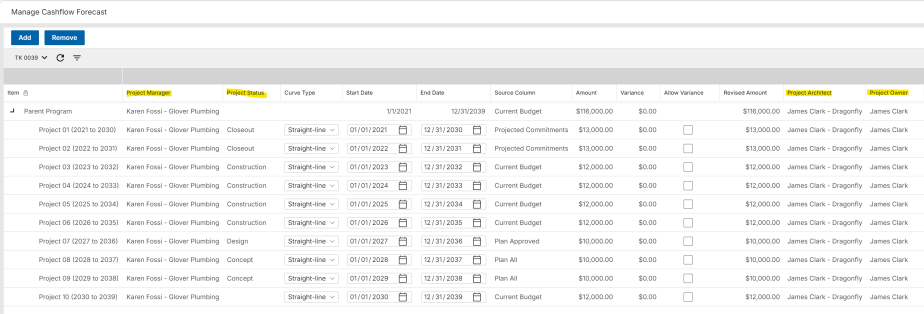 Manage Cashflow Forecast
Add Remove
TK 0039
Item Project Manager Project Status Curve Type Start Date End Date Source Column Amount Variance Allow Variance Revised Amount Project Architect Project Owner
Parent Program Karen Fossi - Glover Plumbing 1/1/2021 12/31/2039 Current Budget $116,000.00 $0.00 $116,000.00 James Clark - Dragonfly James Clark
Project 01 (2021 to 2030) Karen Fossi - Glover Plumbing Closeout Straight-line 01/01/2021 12/31/2030 Projected Commitments $13,000.00 $0.00 $13,000.00 James Clark - Dragonfly James Clark
Project 02 (2022 to 2031) Karen Fossi - Glover Plumbing Closeout Straight-line 01/01/2022 12/31/2031 Projected Commitments $13,000.00 $0.00 $13,000.00 James Clark - Dragonfly James Clark
Project 03 (2023 to 2032) Karen Fossi - Glover Plumbing Construction Straight-line 01/01/2023 12/31/2032 Current Budget $12,000.00 $0.00 $12,000.00 James Clark - Dragonfly James Clark
Project 04 (2024 to 2033) Karen Fossi - Glover Plumbing Construction Straight-line 01/01/2024 12/31/2033 Current Budget $12,000.00 $0.00 $12,000.00 James Clark - Dragonfly James Clark
Project 05 (2025 to 2034) Karen Fossi - Glover Plumbing Construction Straight-line 01/01/2025 12/31/2034 Current Budget $12,000.00 $0.00 $12,000.00 James Clark - Dragonfly James Clark
Project 06 (2026 to 2035) Karen Fossi - Glover Plumbing Construction Straight-line 01/01/2026 12/31/2035 Current Budget $12,000.00 $0.00 $12,000.00 James Clark - Dragonfly James Clark
Project 07 (2027 to 2036) Karen Fossi - Glover Plumbing Design Straight-line 01/01/2027 12/31/2036 Plan Approved $10,000.00 $0.00 $10,000.00 James Clark - Dragonfly James Clark
Project 08 (2028 to 2037) Karen Fossi - Glover Plumbing Concept Straight-line 01/01/2028 12/31/2037 Plan All $10,000.00 $0.00 $10,000.00 James Clark - Dragonfly James Clark
Project 09 (2029 to 2038) Karen Fossi - Glover Plumbing Concept Straight-line 01/01/2029 12/31/2038 Plan All $10,000.00 $0.00 $10,000.00 James Clark - Dragonfly James Clark
Project 10 (2030 to 2039) Karen Fossi - Glover Plumbing Straight-line 01/01/2030 12/31/2039 Current Budget $12,000.00 $0.00 $12,000.00 James Clark - Dragonfly James Clark